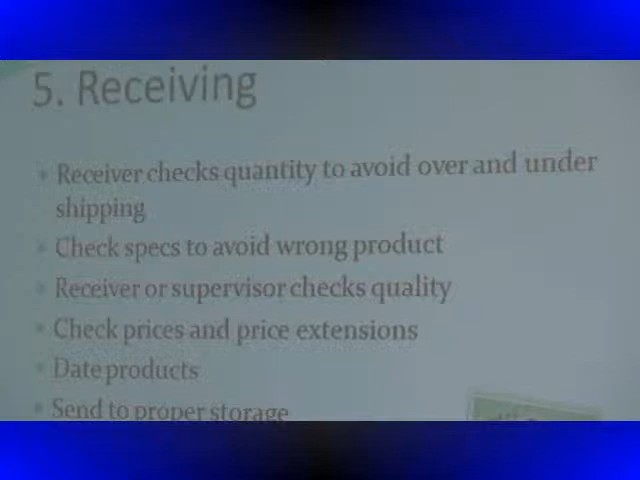 5. Receiving
• Receiver checks quantity to avoid over and under
shipping
• Check specs to avoid wrong product
• Receiver or supervisor checks quality
• Check prices and price extensions
• Date products
• Send to proper storage